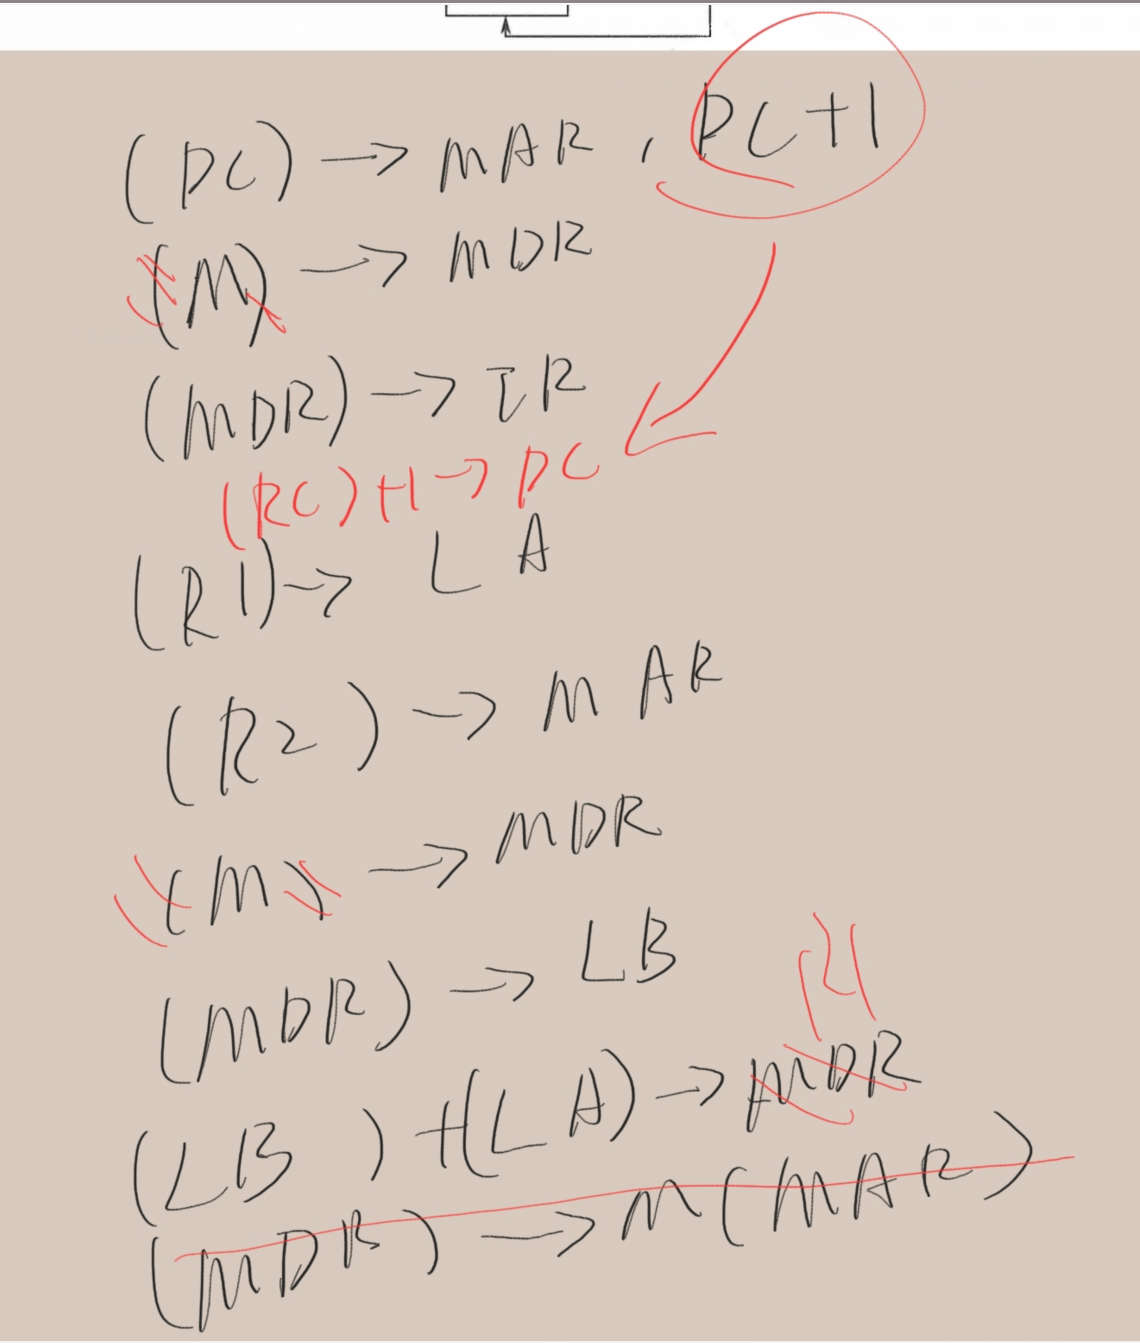 (PC) → MAR, PC+1
(M) → MDR
(MDR) → IR
(PC)+1 → PC
(R1) → LA
(R2) → MAR
(M) → MDR
(MDR) → LB
R1
(LB) + (LA) → MDR
(MDR) → M(MAR)